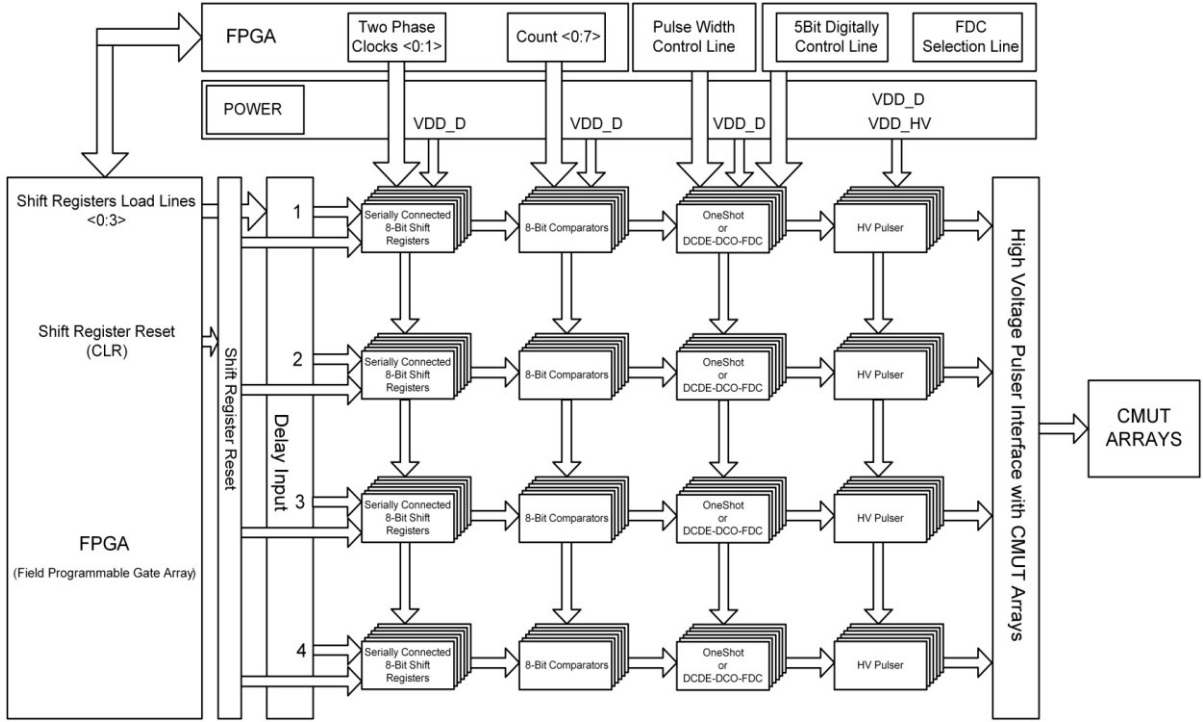 FPGA
Two Phase
Clocks <0:1>
Count <0:7>
Pulse Width
Control Line
5Bit Digitally
Control Line
FDC
Selection Line
POWER
VDD_D
VDD_D
VDD_D
VDD_D
VDD_HV
Shift Registers Load Lines
<0:3>
Shift Register Reset
(CLR)
FPGA
(Field Programmable Gate Array)
Shift Register Reset
Delay Input
1
Serially Connected
8-Bit Shift
Registers
8-Bit Comparators
OneShot
or
DCDE-DCO-FDC
HV Pulser
2
Serially Connected
8-Bit Shift
Registers
8-Bit Comparators
OneShot
or
DCDE-DCO-FDC
HV Pulser
3
Serially Connected
8-Bit Shift
Registers
8-Bit Comparators
OneShot
or
DCDE-DCO-FDC
HV Pulser
4
Serially Connected
8-Bit Shift
Registers
8-Bit Comparators
OneShot
or
DCDE-DCO-FDC
HV Pulser
High Voltage Pulser Interface with CMUT Arrays
CMUT
ARRAYS